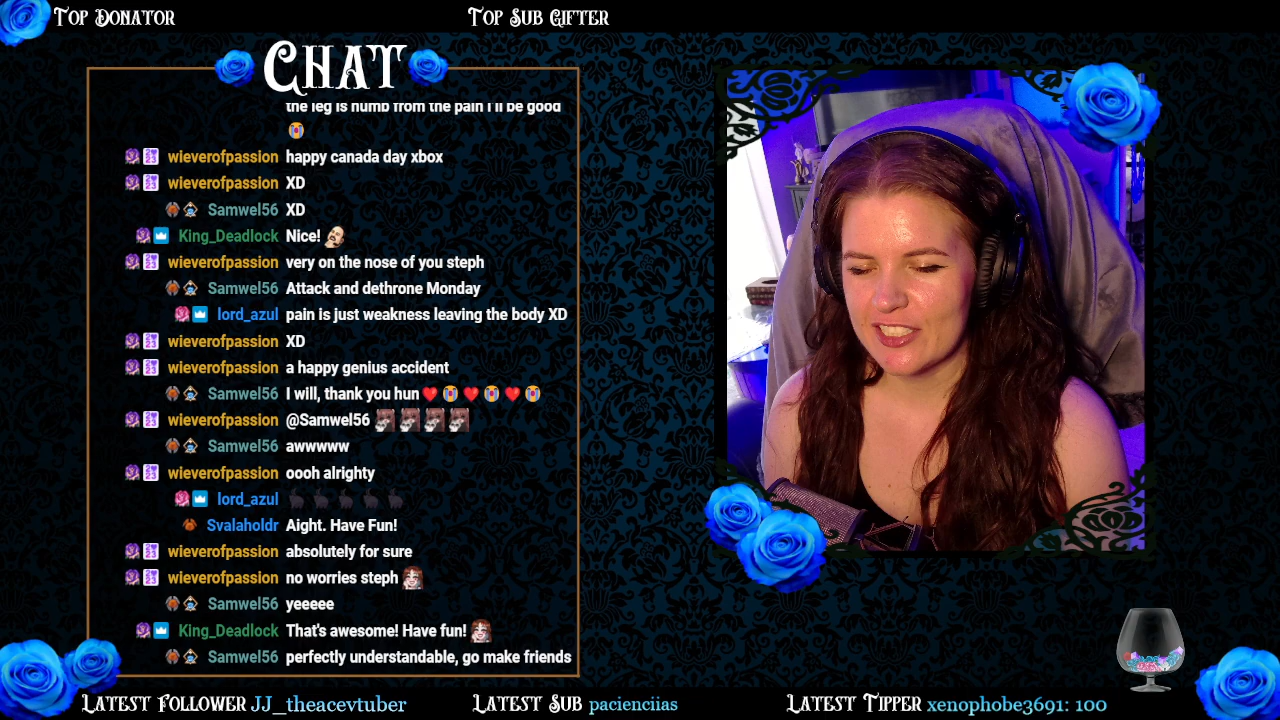 Top Donator
Top Sub Gifter
Chat
the leg is numb from the pain I'll be good
wieverofpassion happy canada day xbox
wieverofpassion XD
Samwel56 XD
King_Deadlock Nice!
wieverofpassion very on the nose of you steph
Samwel56 Attack and dethrone Monday
lord_azul pain is just weakness leaving the body XD
wieverofpassion XD
wieverofpassion a happy genius accident
Samwel56 I will, thank you hun
wieverofpassion @Samwel56
Samwel56 awwwww
wieverofpassion oooh alrighty
lord_azul
Svalaholdr Aight. Have Fun!
wieverofpassion absolutely for sure
wieverofpassion no worries steph
Samwel56 yeeeee
King_Deadlock That's awesome! Have fun!
Samwel56 perfectly understandable, go make friends
Latest Follower JJ_theacevtuber
Latest Sub pacienciias
Latest Tipper xenophobe3691: 100